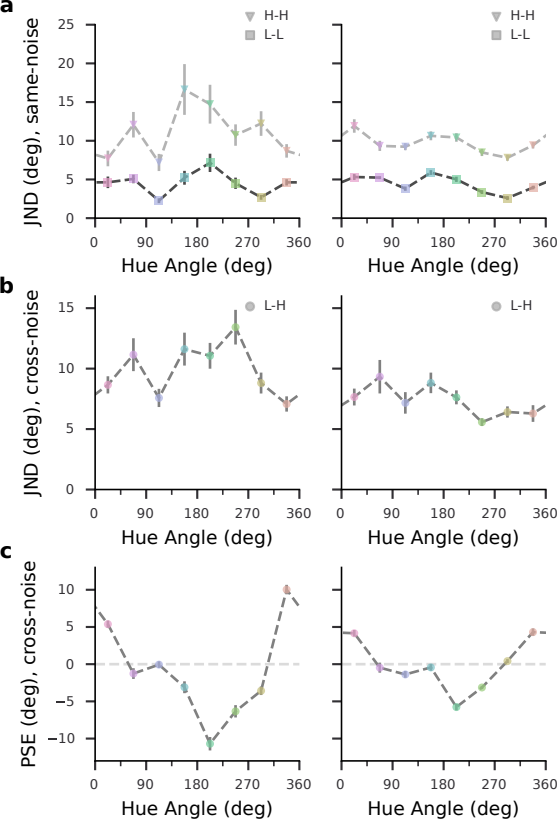 a
H-H
L-L
H-H
L-L
JND (deg), same-noise
25
20
15
10
5
0
0 90 180 270 360
0 90 180 270 360
Hue Angle (deg)
Hue Angle (deg)
b
L-H
L-H
JND (deg), cross-noise
15
10
5
0
0 90 180 270 360
0 90 180 270 360
Hue Angle (deg)
Hue Angle (deg)
c
PSE (deg), cross-noise
10
5
0
−5
−10
0 90 180 270 360
0 90 180 270 360
Hue Angle (deg)
Hue Angle (deg)